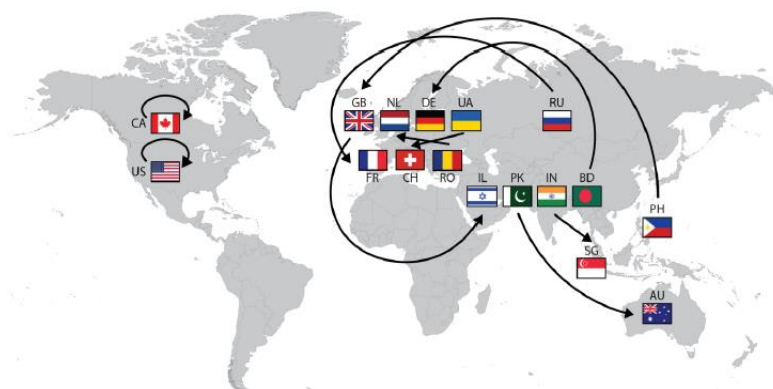 GB NL DE UA RU
CA
FR CH RO
US
IL PK IN BD
PH
SG
AU